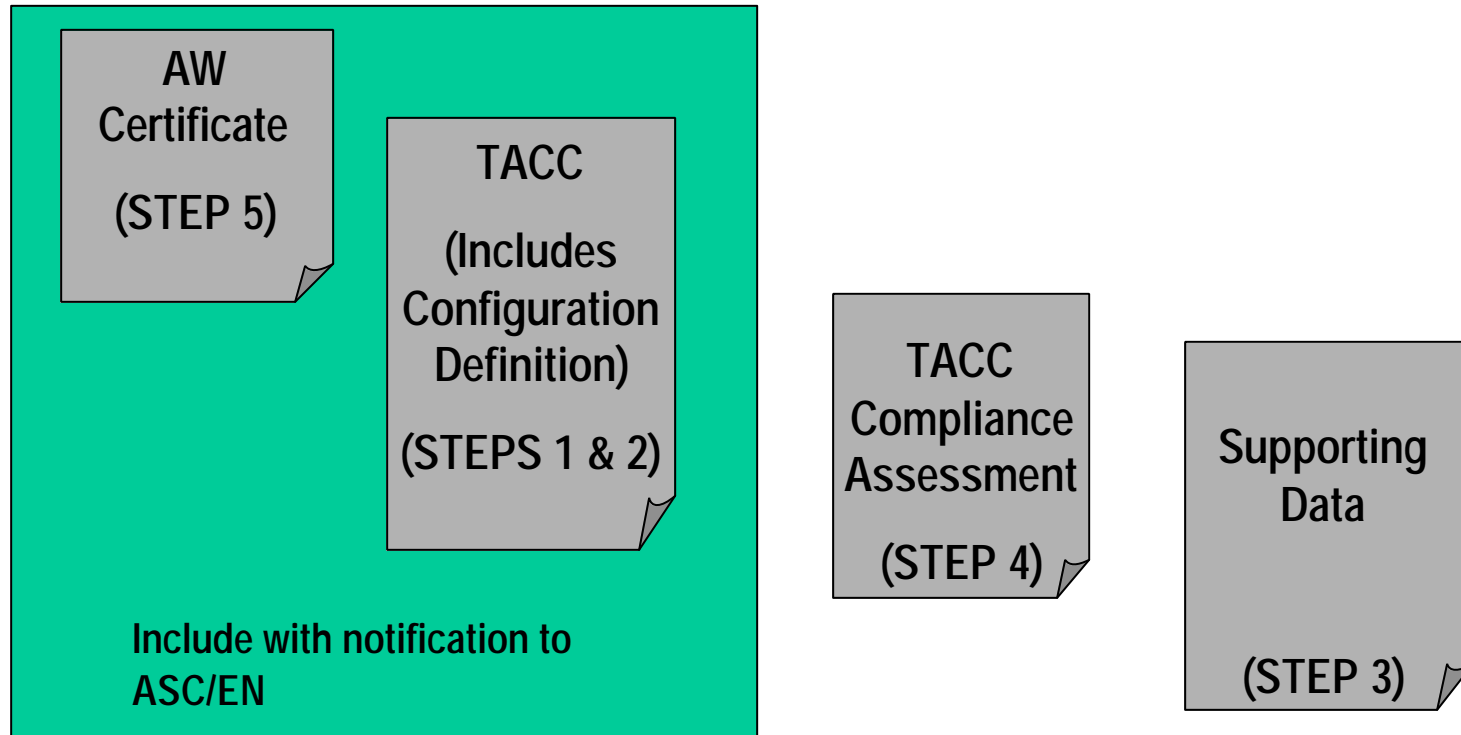 AW
Certificate
(STEP 5)
TACC
(Includes
Configuration
Definition)
(STEPS 1 & 2)
Include with notification to
ASC/EN
TACC
Compliance
Assessment
(STEP 4)
Supporting
Data
(STEP 3)